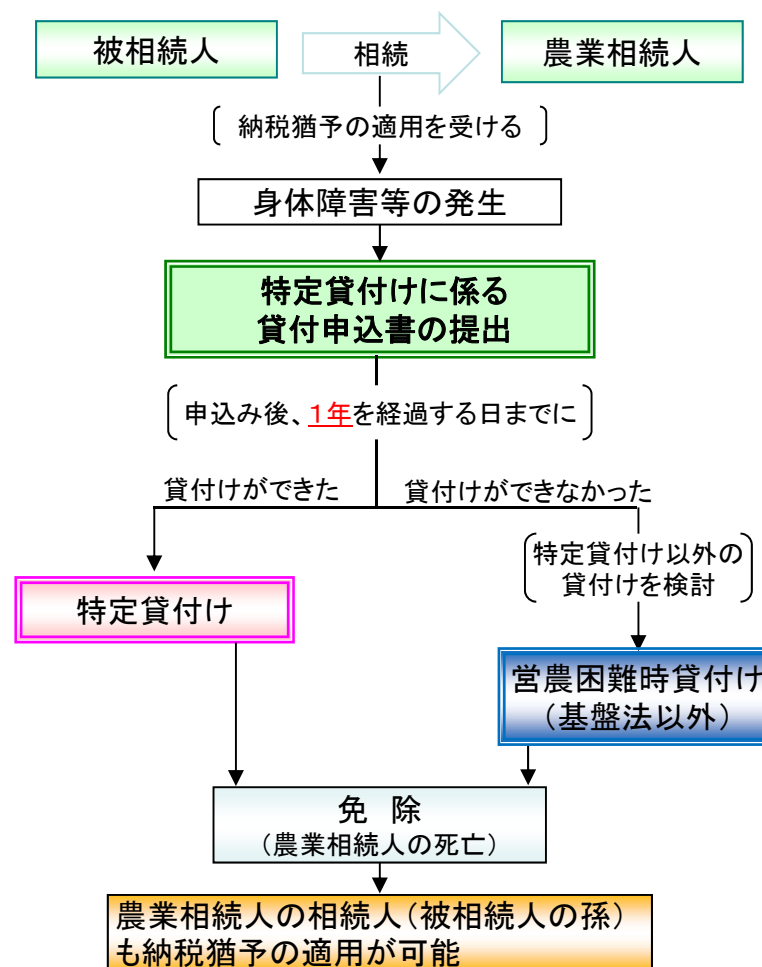 被相続人
相続
農業相続人
〔 納税猶予の適用を受ける 〕
身体障害等の発生
特定貸付けに係る
貸付申込書の提出
〔申込み後、１年を経過する日までに〕
貸付けができた
貸付けができなかった
〔特定貸付け以外の
貸付けを検討〕
特定貸付け
営農困難時貸付け
（基盤法以外）
免　除
（農業相続人の死亡）
農業相続人の相続人（被相続人の孫）
も納税猶予の適用が可能